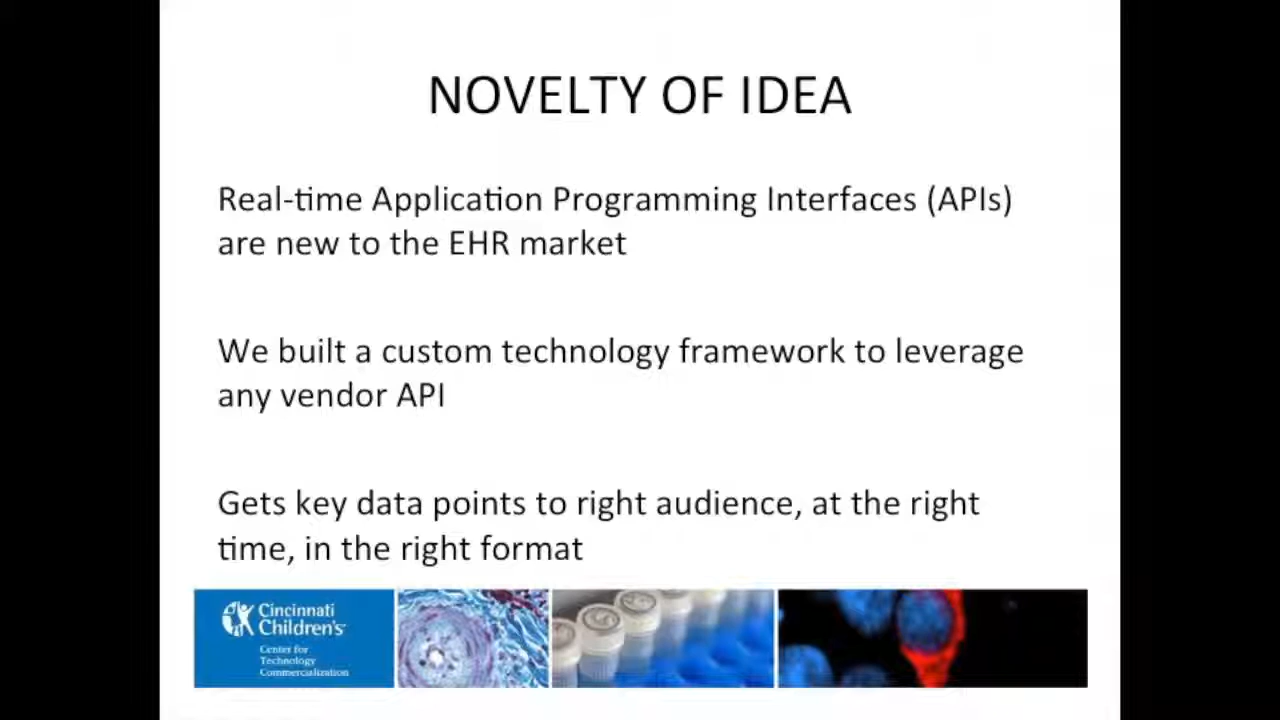 NOVELTY OF IDEA
Real-time Application Programming Interfaces (APIs)
are new to the EHR market
We built a custom technology framework to leverage
any vendor API
Gets key data points to right audience, at the right
time, in the right format
Cincinnati
Children's
Center for
Technology
Commercialization